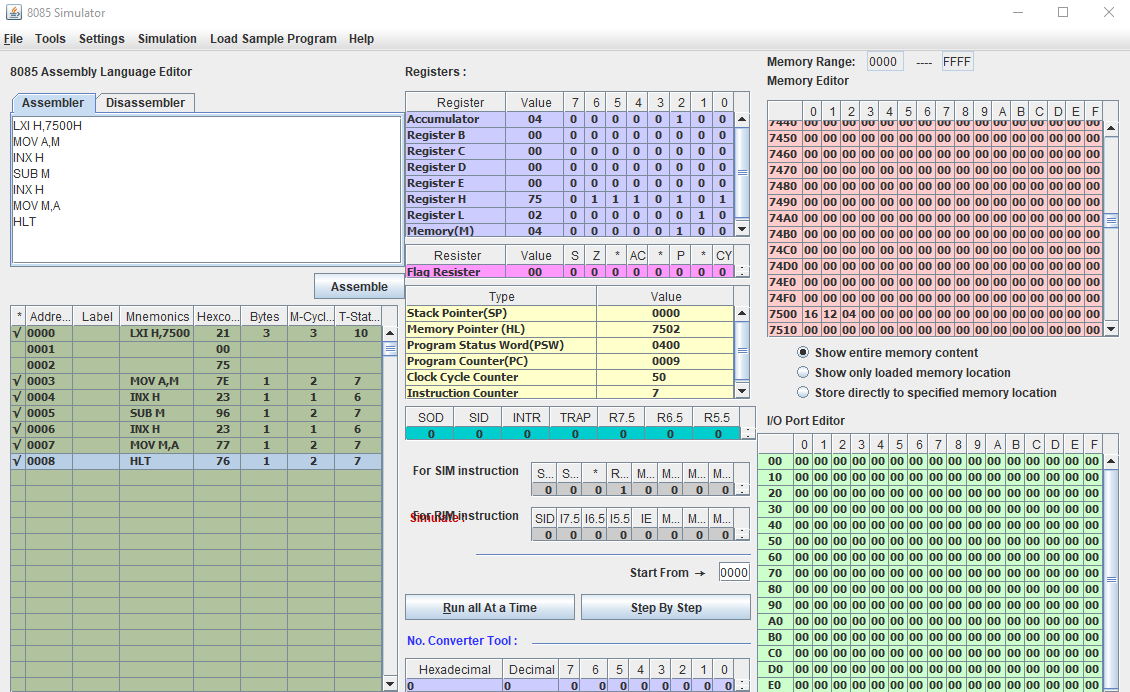 8085 Simulator
File Tools Settings Simulation Load Sample Program Help
8085 Assembly Language Editor
Assembler Disassembler
LXI H,7500H
MOV A,M
INX H
SUB M
INX H
MOV M,A
HLT
Assemble
* Addre... Label Mnemonics Hexco... Bytes M-Cycl... T-Stat...
√ 0000 LXI H,7500 21 3 3 10
0001 00
0002 75
√ 0003 MOV A,M 7E 1 2 7
√ 0004 INX H 23 1 1 6
√ 0005 SUB M 96 1 2 7
√ 0006 INX H 23 1 1 6
√ 0007 MOV M,A 77 1 2 7
√ 0008 HLT 76 1 2 7
Registers :
Register Value 7 6 5 4 3 2 1 0
Accumulator 04 0 0 0 0 0 1 0 0
Register B 00 0 0 0 0 0 0 0 0
Register C 00 0 0 0 0 0 0 0 0
Register D 00 0 0 0 0 0 0 0 0
Register E 00 0 0 0 0 0 0 0 0
Register H 75 0 1 1 1 0 1 0 1
Register L 02 0 0 0 0 0 0 1 0
Memory(M) 04 0 0 0 0 0 1 0 0
Resister Value S Z * AC * P * CY
Flag Resister 00 0 0 0 0 0 0 0 0
Type Value
Stack Pointer(SP) 0000
Memory Pointer (HL) 7502
Program Status Word(PSW) 0400
Program Counter(PC) 0009
Clock Cycle Counter 50
Instruction Counter 7
SOD SID INTR TRAP R7.5 R6.5 R5.5
0 0 0 0 0 0 0
For SIM instruction
S... S... * R... M... M... M... M...
0 0 0 1 0 0 0 0
For RIM instruction
SID I7.5 I6.5 I5.5 IE M... M... M...
0 0 0 0 0 0 0 0
Start From → 0000
Run all At a Time Step By Step
No. Converter Tool :
Hexadecimal Decimal 7 6 5 4 3 2 1 0
0 0 0 0 0 0 0 0 0 0
Memory Range: 0000 ---- FFFF
Memory Editor
0 1 2 3 4 5 6 7 8 9 A B C D E F
7440 00 00 00 00 00 00 00 00 00 00 00 00 00 00 00 00
7450 00 00 00 00 00 00 00 00 00 00 00 00 00 00 00 00
7460 00 00 00 00 00 00 00 00 00 00 00 00 00 00 00 00
7470 00 00 00 00 00 00 00 00 00 00 00 00 00 00 00 00
7480 00 00 00 00 00 00 00 00 00 00 00 00 00 00 00 00
7490 00 00 00 00 00 00 00 00 00 00 00 00 00 00 00 00
74A0 00 00 00 00 00 00 00 00 00 00 00 00 00 00 00 00
74B0 00 00 00 00 00 00 00 00 00 00 00 00 00 00 00 00
74C0 00 00 00 00 00 00 00 00 00 00 00 00 00 00 00 00
74D0 00 00 00 00 00 00 00 00 00 00 00 00 00 00 00 00
74E0 00 00 00 00 00 00 00 00 00 00 00 00 00 00 00 00
74F0 00 00 00 00 00 00 00 00 00 00 00 00 00 00 00 00
7500 16 12 04 00 00 00 00 00 00 00 00 00 00 00 00 00
7510 00 00 00 00 00 00 00 00 00 00 00 00 00 00 00 00
Show entire memory content
Show only loaded memory location
Store directly to specified memory location
I/O Port Editor
0 1 2 3 4 5 6 7 8 9 A B C D E F
00 00 00 00 00 00 00 00 00 00 00 00 00 00 00 00 00
10 00 00 00 00 00 00 00 00 00 00 00 00 00 00 00 00
20 00 00 00 00 00 00 00 00 00 00 00 00 00 00 00 00
30 00 00 00 00 00 00 00 00 00 00 00 00 00 00 00 00
40 00 00 00 00 00 00 00 00 00 00 00 00 00 00 00 00
50 00 00 00 00 00 00 00 00 00 00 00 00 00 00 00 00
60 00 00 00 00 00 00 00 00 00 00 00 00 00 00 00 00
70 00 00 00 00 00 00 00 00 00 00 00 00 00 00 00 00
80 00 00 00 00 00 00 00 00 00 00 00 00 00 00 00 00
90 00 00 00 00 00 00 00 00 00 00 00 00 00 00 00 00
A0 00 00 00 00 00 00 00 00 00 00 00 00 00 00 00 00
B0 00 00 00 00 00 00 00 00 00 00 00 00 00 00 00 00
C0 00 00 00 00 00 00 00 00 00 00 00 00 00 00 00 00
D0 00 00 00 00 00 00 00 00 00 00 00 00 00 00 00 00
E0 00 00 00 00 00 00 00 00 00 00 00 00 00 00 00 00